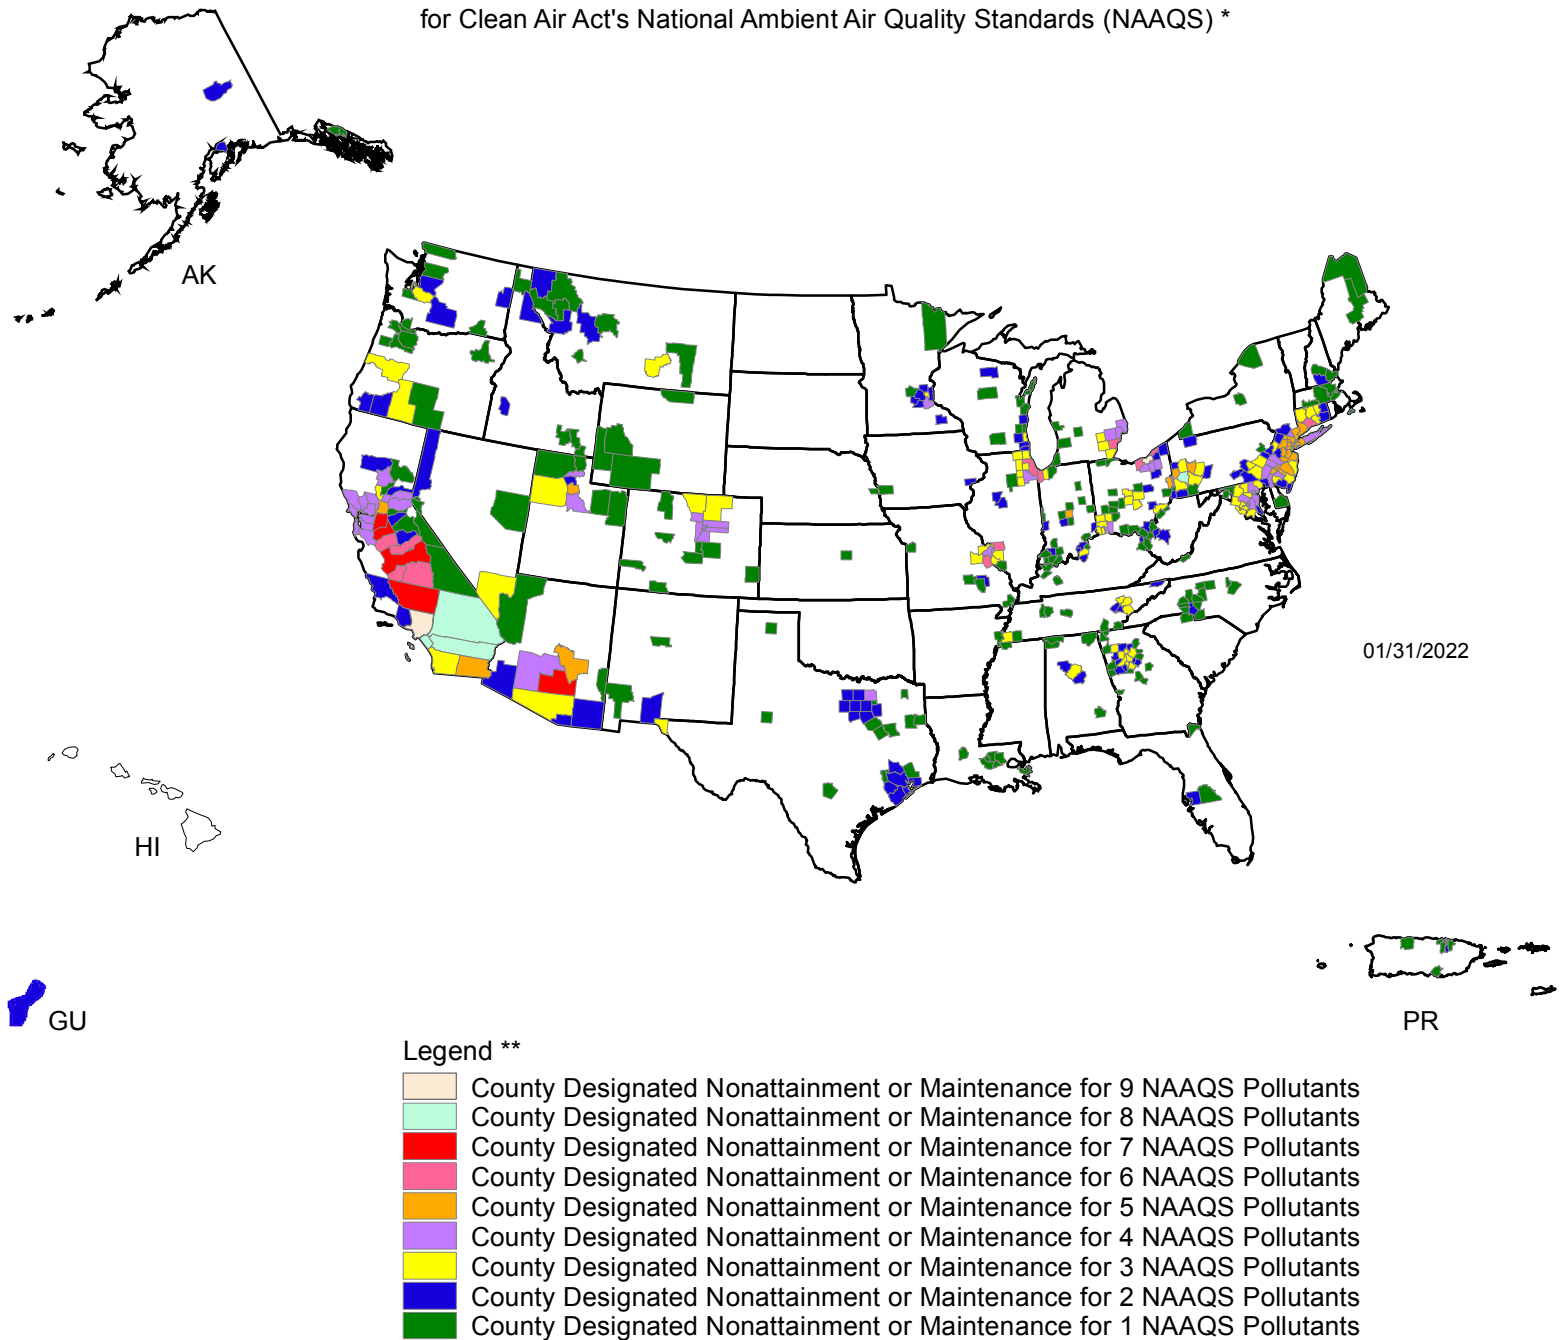 for Clean Air Act's National Ambient Air Quality Standards (NAAQS) *
AK
01/31/2022
HI
GU
PR
Legend **
County Designated Nonattainment or Maintenance for 9 NAAQS Pollutants
County Designated Nonattainment or Maintenance for 8 NAAQS Pollutants
County Designated Nonattainment or Maintenance for 7 NAAQS Pollutants
County Designated Nonattainment or Maintenance for 6 NAAQS Pollutants
County Designated Nonattainment or Maintenance for 5 NAAQS Pollutants
County Designated Nonattainment or Maintenance for 4 NAAQS Pollutants
County Designated Nonattainment or Maintenance for 3 NAAQS Pollutants
County Designated Nonattainment or Maintenance for 2 NAAQS Pollutants
County Designated Nonattainment or Maintenance for 1 NAAQS Pollutants